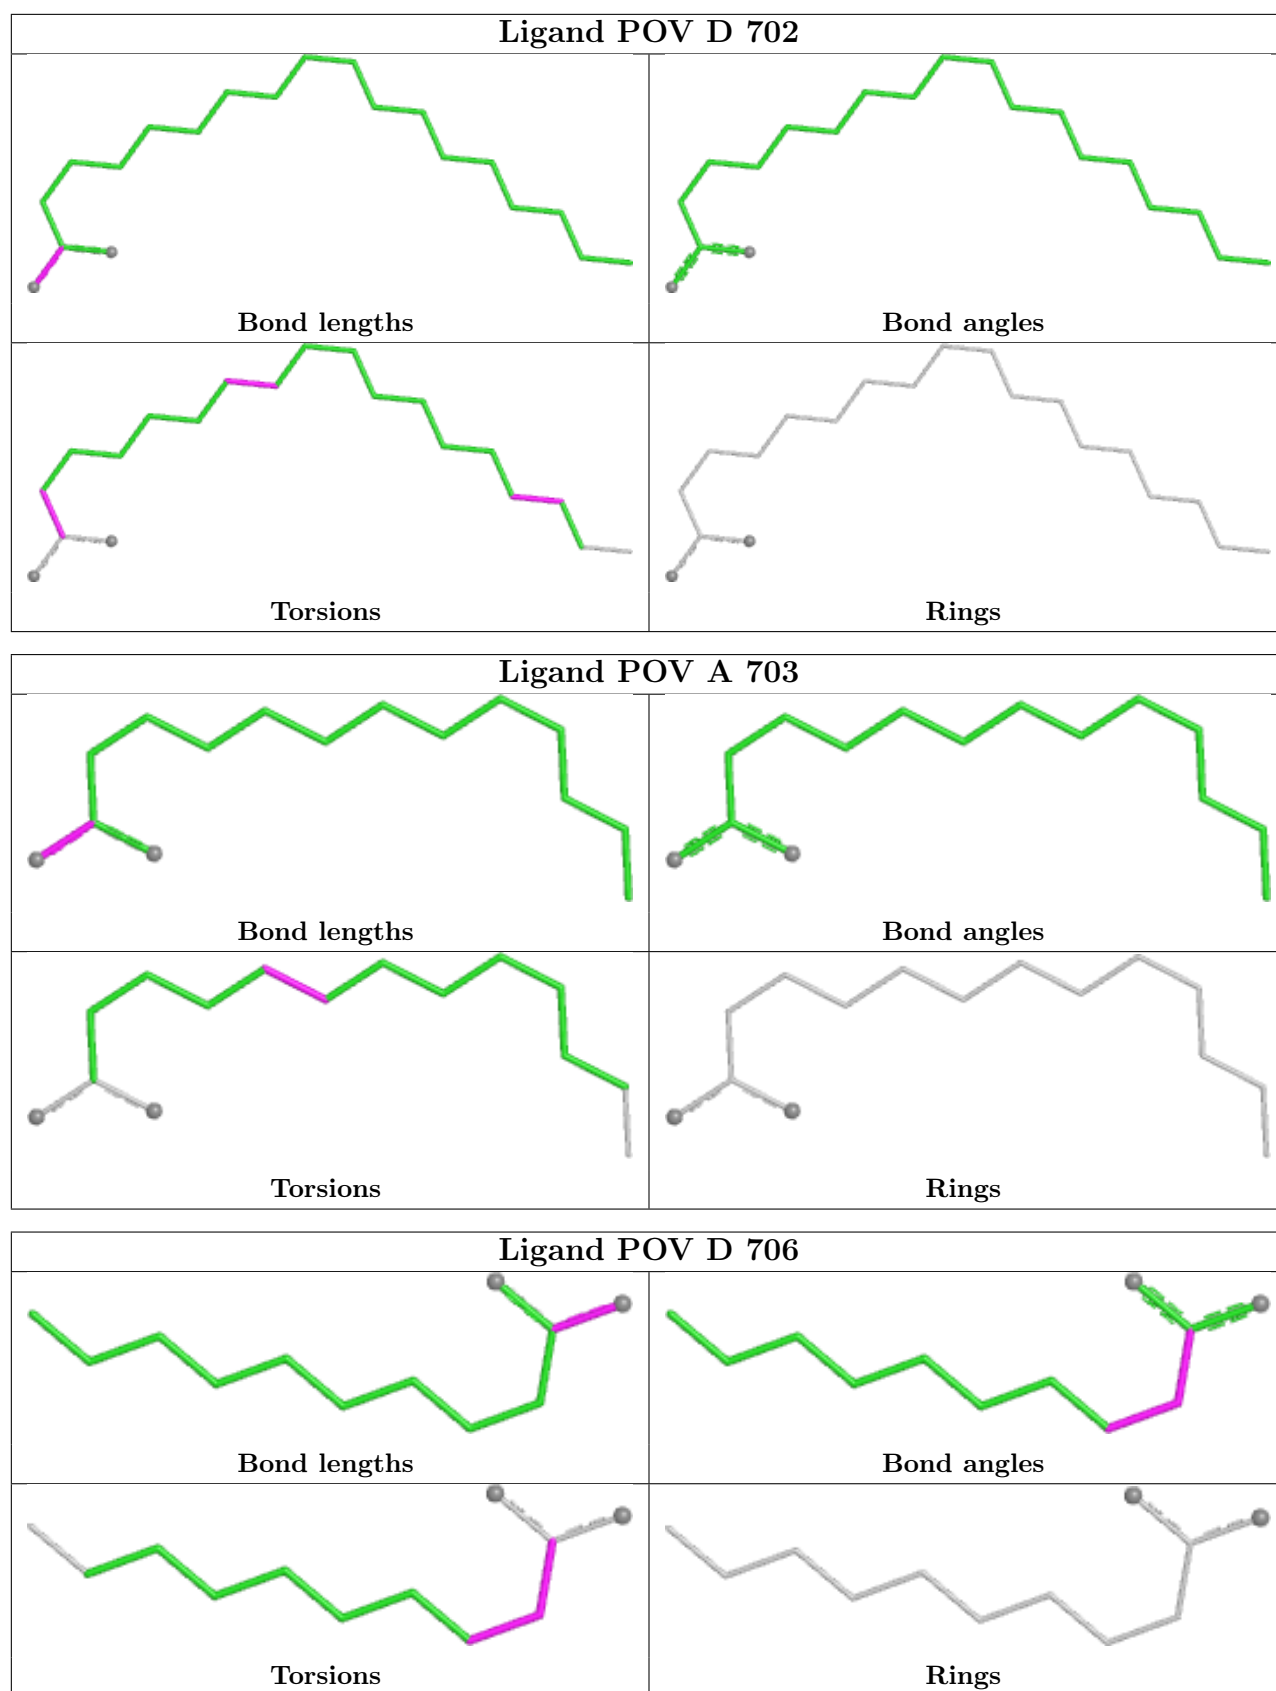 Ligand POV D 702
Bond lengths
Bond angles
Torsions
Rings
Ligand POV A 703
Bond lengths
Bond angles
Torsions
Rings
Ligand POV D 706
Bond lengths
Bond angles
Torsions
Rings